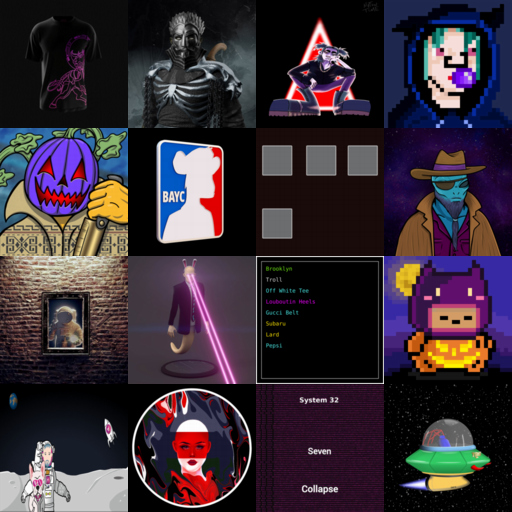 BAYC
Brooklyn
Troll
Off White Tee
Louboutin Heels
Gucci Belt
Subaru
Lard
Pepsi
System 32
Seven
Collapse